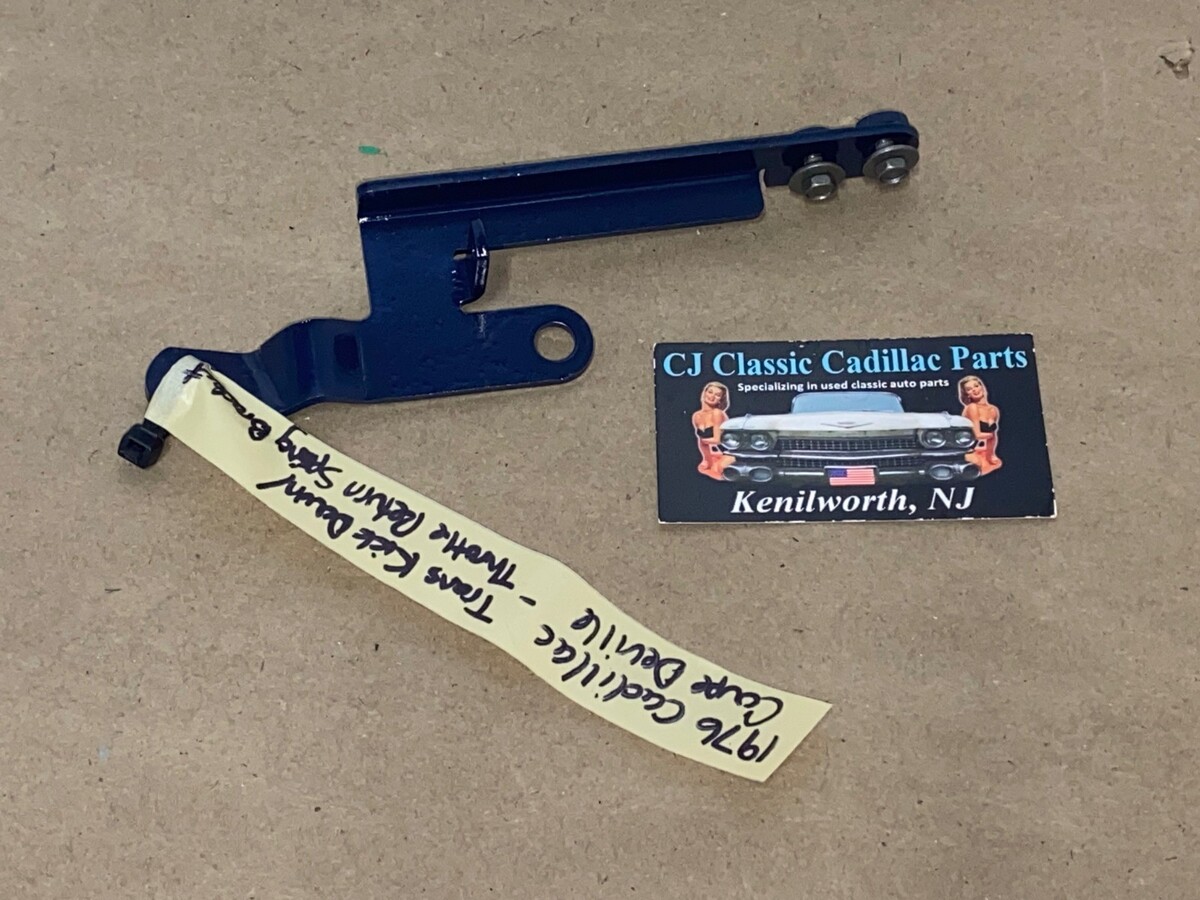 CJ Classic Cadillac Parts
Specializing in used classic auto parts
Kenilworth, NJ
1976 Cadillac Trans Kick Down/
Coupe Deville - Throttle Return Spring Bracket